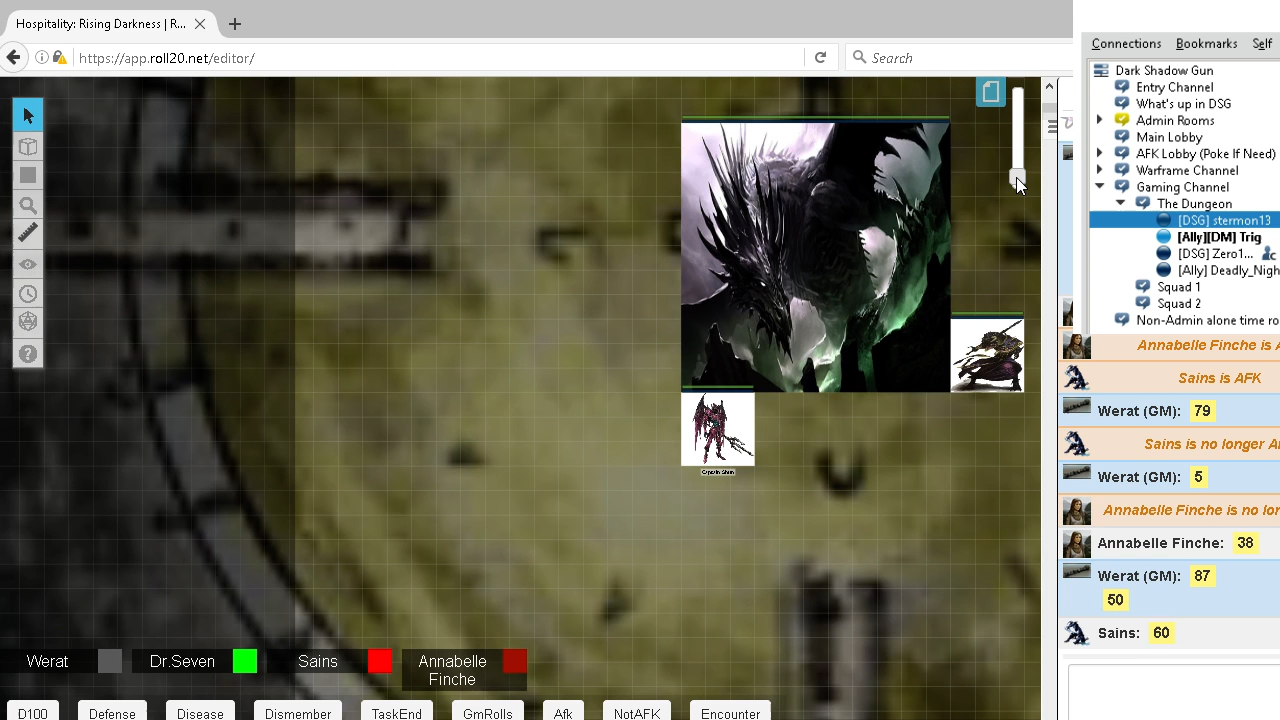 Hospitality: Rising Darkness | R...
https://app.roll20.net/editor/
Search
Connections Bookmarks Self
Dark Shadow Gun
Entry Channel
What's up in DSG
Admin Rooms
Main Lobby
AFK Lobby (Poke If Need)
Warframe Channel
Gaming Channel
The Dungeon
[DSG] stermon13
[Ally][DM] Trig
[DSG] Zero1...
[Ally] Deadly_Nigh
Squad 1
Squad 2
Non-Admin alone time ro
Annabelle Finche is A
Sains is AFK
Werat (GM): 79
Sains is no longer A
Werat (GM): 5
Annabelle Finche is no lon
Annabelle Finche: 38
Werat (GM): 87
50
Sains: 60
Werat
Dr.Seven
Sains
Annabelle
Finche
D100 Defense Disease Dismember TaskEnd GmRolls Afk NotAFK Encounter